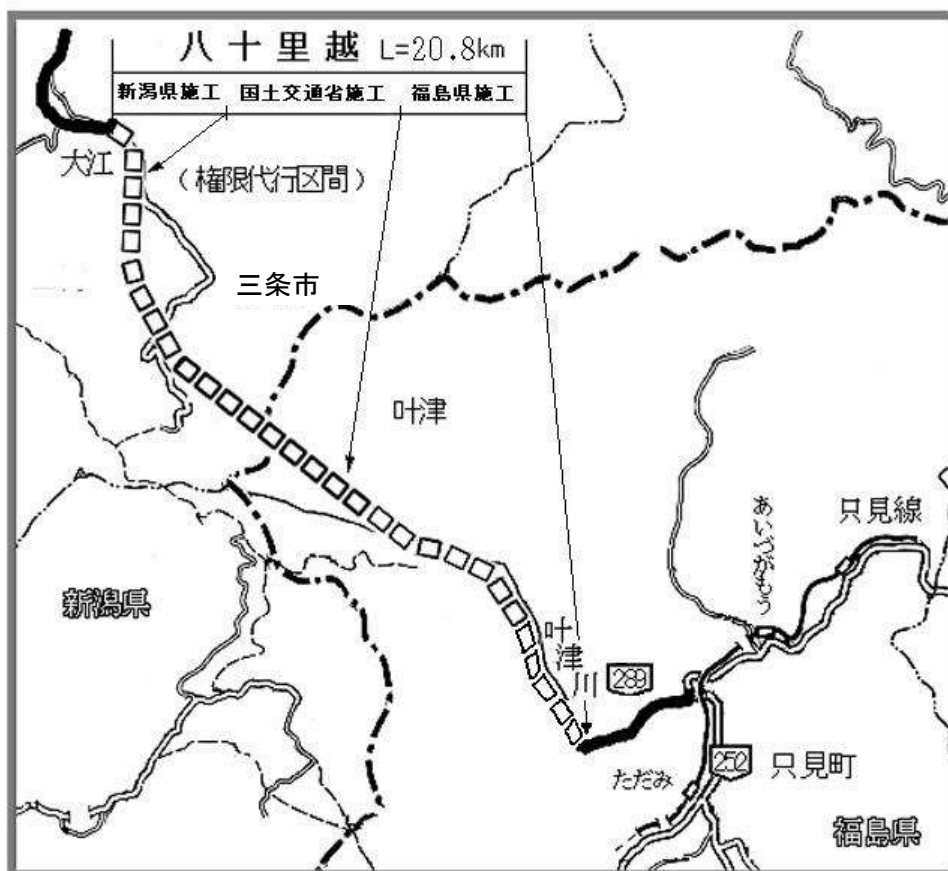 八十里越 L=20.8km
新潟県施工 国土交通省施工 福島県施工
大江
(権限代行区間)
三条市
叶津
只見線
あいづがもう
新潟県
叶津川
289
252
只見町
ただみ
福島県